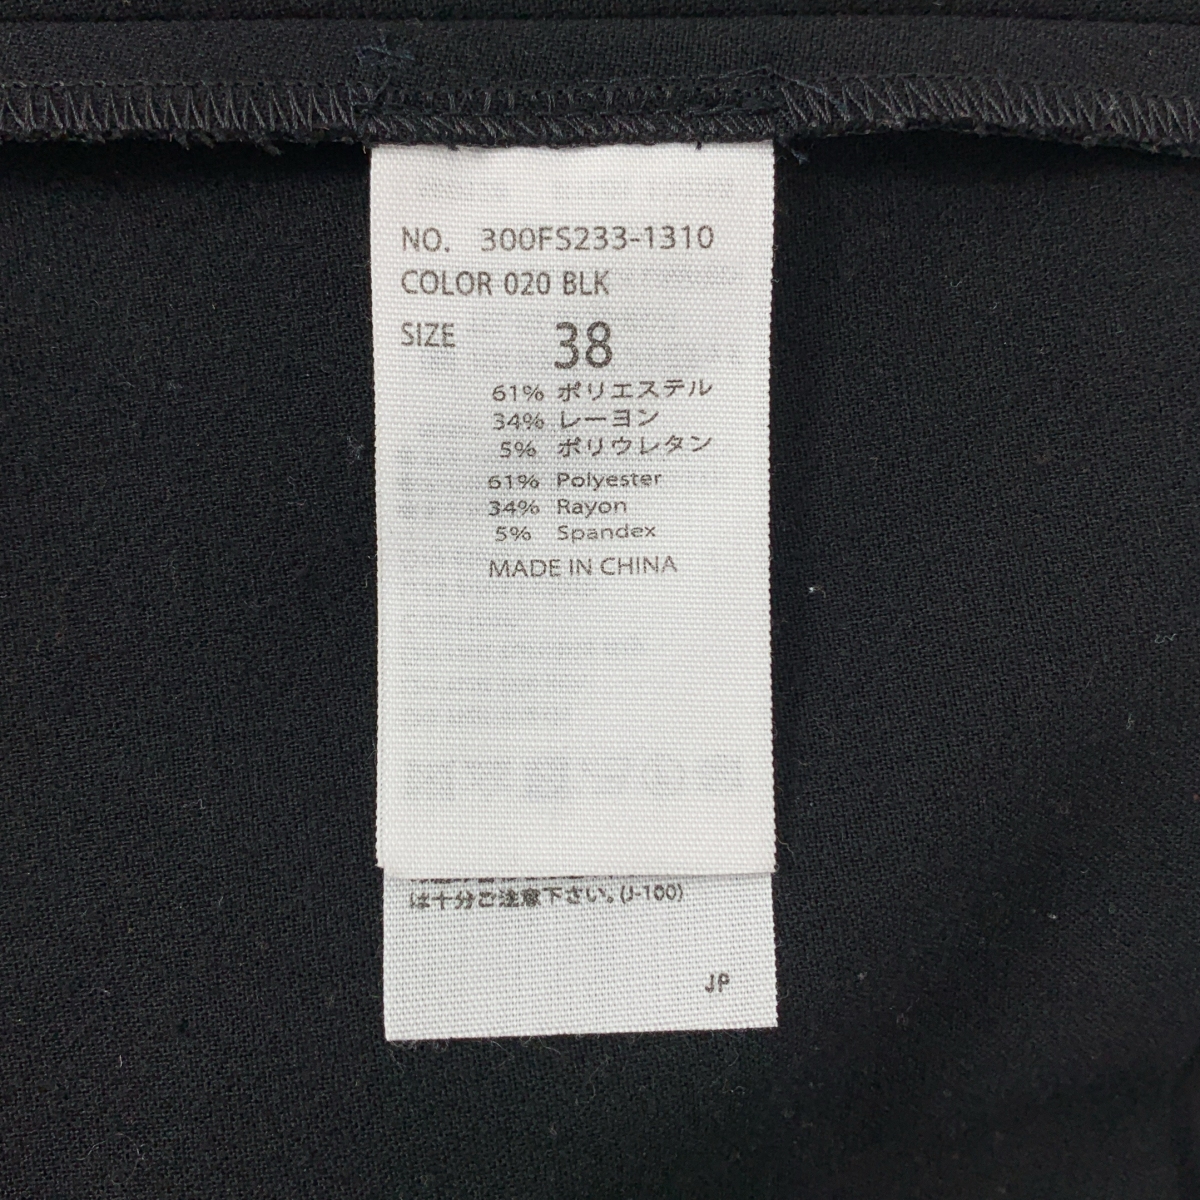 NO. 300FS233-1310
COLOR 020 BLK
SIZE 38
61% ポリエステル
34% レーヨン
5% ポリウレタン
61% Polyester
34% Rayon
5% Spandex
MADE IN CHINA
は十分ご注意下さい。(J-100)
JP